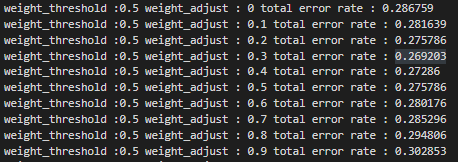 weight_threshold :0.5 weight_adjust : 0 total error rate : 0.286759
weight_threshold :0.5 weight_adjust : 0.1 total error rate : 0.281639
weight_threshold :0.5 weight_adjust : 0.2 total error rate : 0.275786
weight_threshold :0.5 weight_adjust : 0.3 total error rate : 0.269203
weight_threshold :0.5 weight_adjust : 0.4 total error rate : 0.27286
weight_threshold :0.5 weight_adjust : 0.5 total error rate : 0.275786
weight_threshold :0.5 weight_adjust : 0.6 total error rate : 0.280176
weight_threshold :0.5 weight_adjust : 0.7 total error rate : 0.285296
weight_threshold :0.5 weight_adjust : 0.8 total error rate : 0.294806
weight_threshold :0.5 weight_adjust : 0.9 total error rate : 0.302853